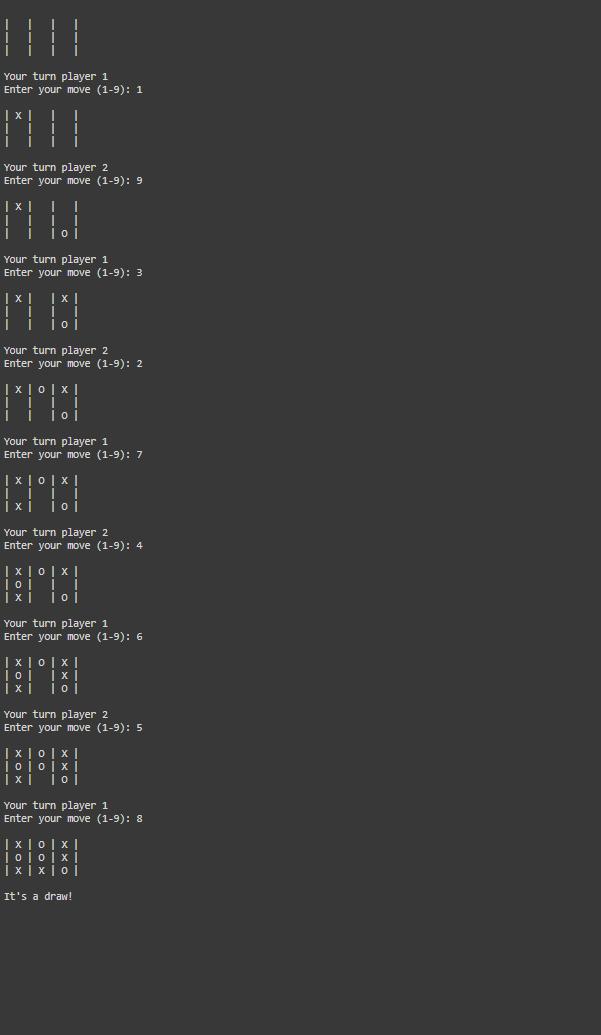 |   |   |   |
|   |   |   |
|   |   |   |
Your turn player 1
Enter your move (1-9): 1
| x |   |   |
|   |   |   |
|   |   |   |
Your turn player 2
Enter your move (1-9): 9
| x |   |   |
|   |   |   |
|   |   | o |
Your turn player 1
Enter your move (1-9): 3
| x |   | x |
|   |   |   |
|   |   | o |
Your turn player 2
Enter your move (1-9): 2
| x | o | x |
|   |   |   |
|   |   | o |
Your turn player 1
Enter your move (1-9): 7
| x | o | x |
|   |   |   |
| x |   | o |
Your turn player 2
Enter your move (1-9): 4
| x | o | x |
| o |   |   |
| x |   | o |
Your turn player 1
Enter your move (1-9): 6
| x | o | x |
| o |   | x |
| x |   | o |
Your turn player 2
Enter your move (1-9): 5
| x | o | x |
| o | o | x |
| x |   | o |
Your turn player 1
Enter your move (1-9): 8
| x | o | x |
| o | o | x |
| x | x | o |
It's a draw!